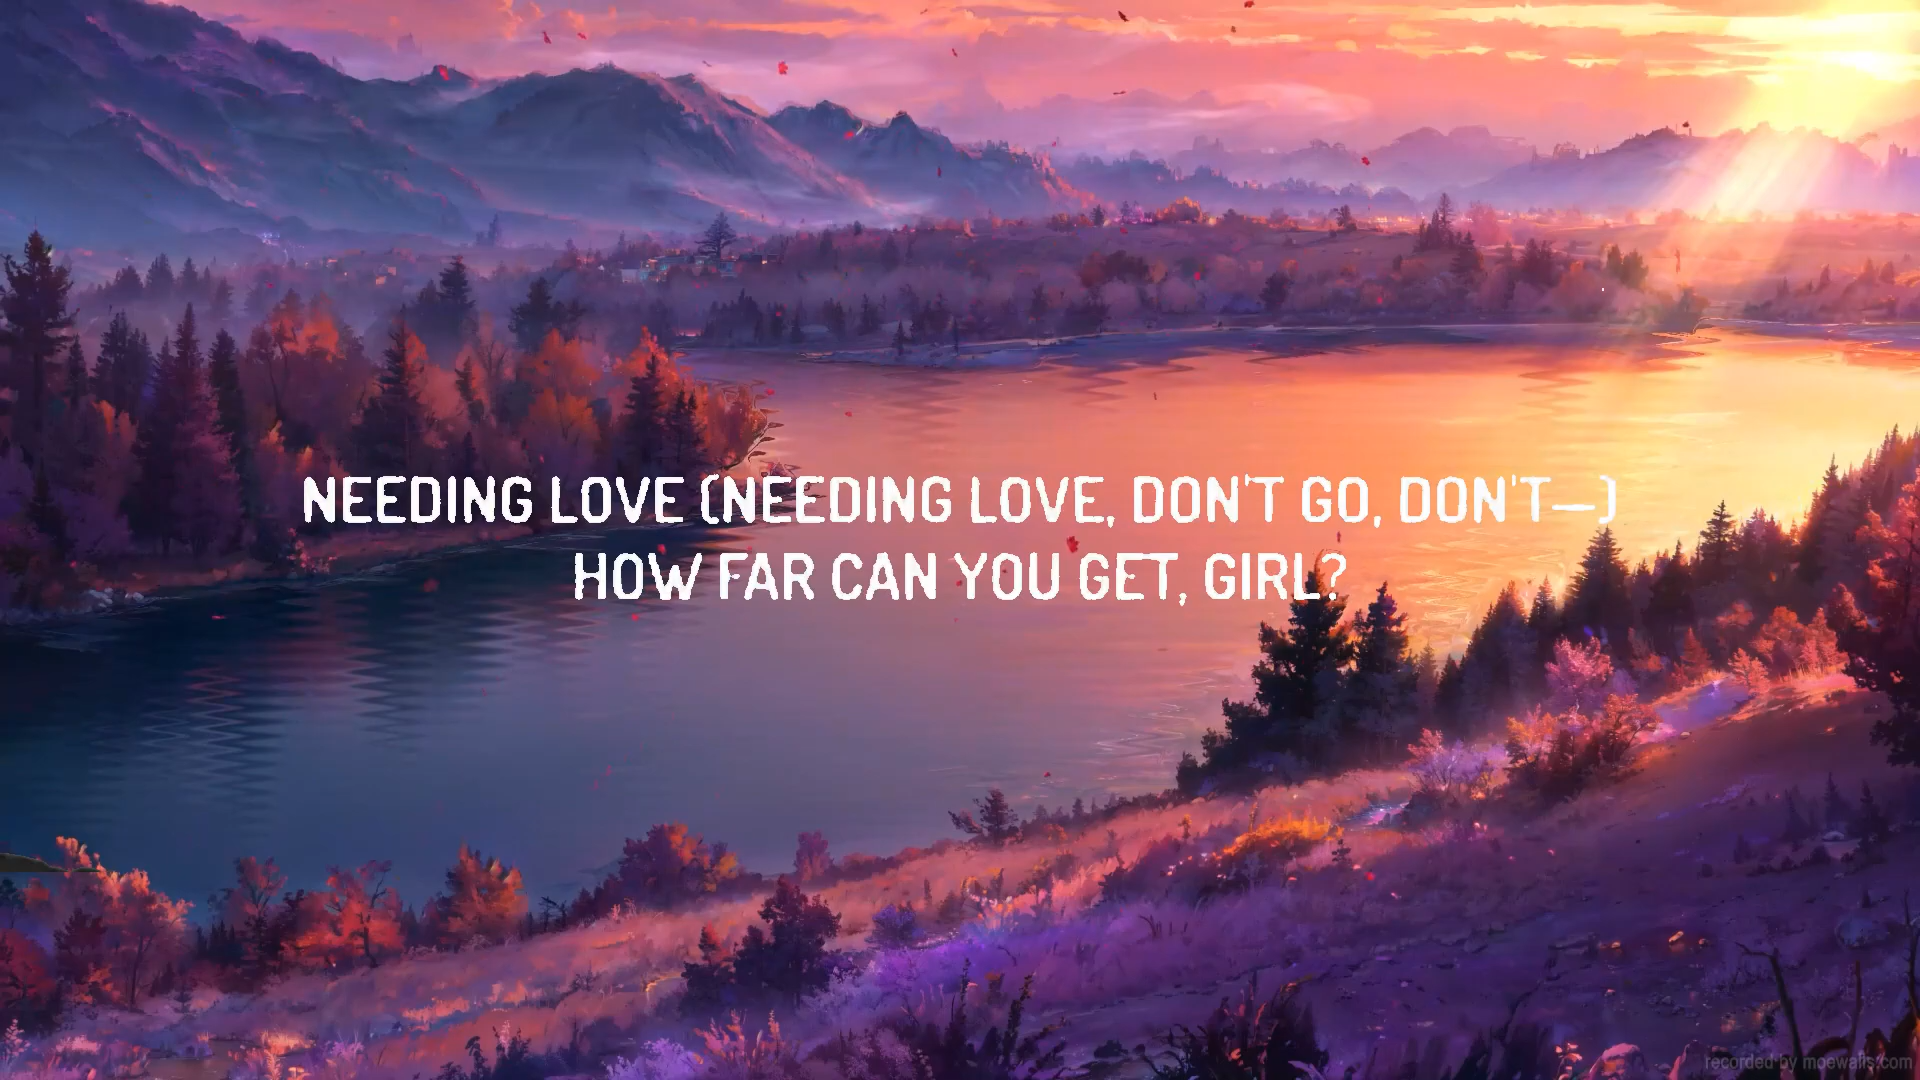 NEEDING LOVE (NEEDING LOVE, DON'T GO, DON'T—)
HOW FAR CAN YOU GET, GIRL?
recorded by moewalls.com